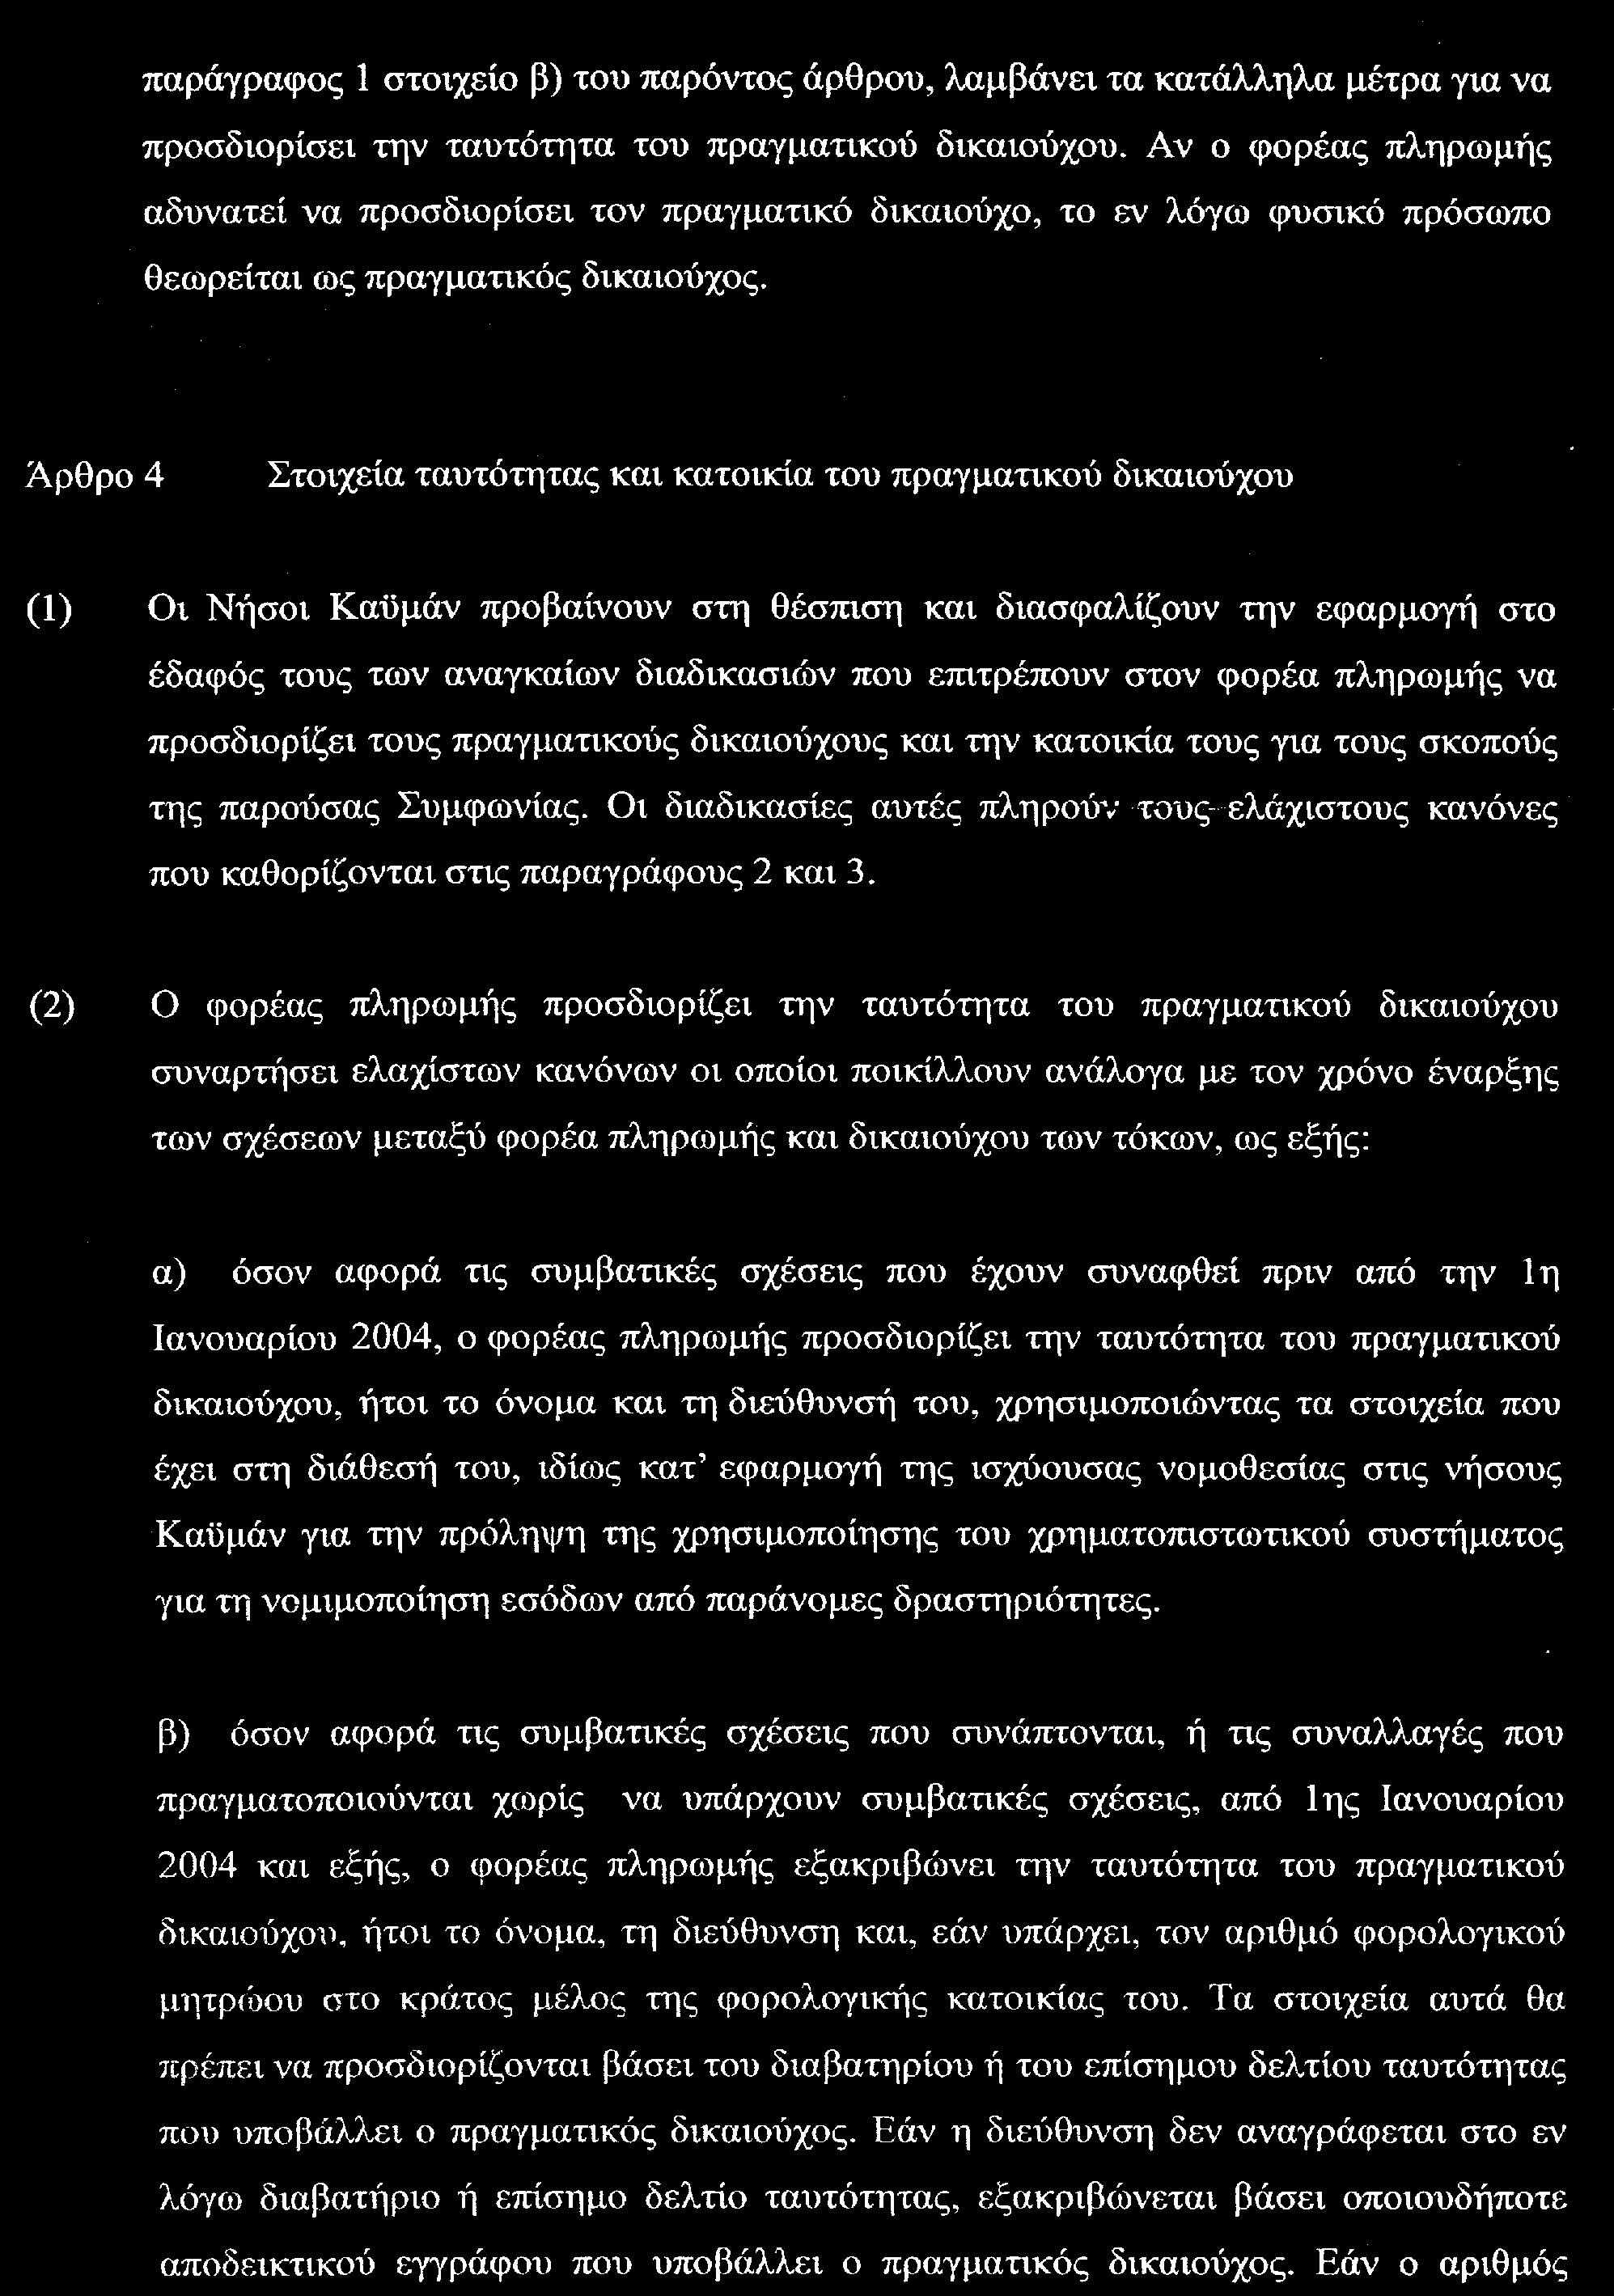 παράγραφος 1 στοιχείο β) του παρόντος άρθρου, λαμβάνει τα κατάλληλα μέτρα για να
προσδιορίσει την ταυτότητα του πραγματικού δικαιούχου. Αν ο φορέας πληρωμής
αδυνατεί να προσδιορίσει τον πραγματικό δικαιούχο, το εν λόγω φυσικό πρόσωπο
θεωρείται ως πραγματικός δικαιούχος.
Άρθρο 4 Στοιχεία ταυτότητας και κατοικία του πραγματικού δικαιούχου
(1) Οι Νήσοι Καϋμάν προβαίνουν στη θέσπιση και διασφαλίζουν την εφαρμογή στο
έδαφός τους των αναγκαίων διαδικασιών που επιτρέπουν στον φορέα πληρωμής να
προσδιορίζει τους πραγματικούς δικαιούχους και την κατοικία τους για τους σκοπούς
της παρούσας Συμφωνίας. Οι διαδικασίες αυτές πληρούν τους ελάχιστους κανόνες
που καθορίζονται στις παραγράφους 2 και 3.
(2) Ο φορέας πληρωμής προσδιορίζει την ταυτότητα του πραγματικού δικαιούχου
συναρτήσει ελαχίστων κανόνων οι οποίοι ποικίλλουν ανάλογα με τον χρόνο έναρξης
των σχέσεων μεταξύ φορέα πληρωμής και δικαιούχου των τόκων, ως εξής:
α) όσον αφορά τις συμβατικές σχέσεις που έχουν συναφθεί πριν από την 1η
Ιανουαρίου 2004, ο φορέας πληρωμής προσδιορίζει την ταυτότητα του πραγματικού
δικαιούχου, ήτοι το όνομα και τη διεύθυνσή του, χρησιμοποιώντας τα στοιχεία που
έχει στη διάθεσή του, ιδίως κατ’ εφαρμογή της ισχύουσας νομοθεσίας στις νήσους
Καϋμάν για την πρόληψη της χρησιμοποίησης του χρηματοπιστωτικού συστήματος
για τη νομιμοποίηση εσόδων από παράνομες δραστηριότητες.
β) όσον αφορά τις συμβατικές σχέσεις που συνάπτονται, ή τις συναλλαγές που
πραγματοποιούνται χωρίς να υπάρχουν συμβατικές σχέσεις, από 1ης Ιανουαρίου
2004 και εξής, ο φορέας πληρωμής εξακριβώνει την ταυτότητα του πραγματικού
δικαιούχου, ήτοι το όνομα, τη διεύθυνση και, εάν υπάρχει, τον αριθμό φορολογικού
μητρώου στο κράτος μέλος της φορολογικής κατοικίας του. Τα στοιχεία αυτά θα
πρέπει να προσδιορίζονται βάσει του διαβατηρίου ή του επίσημου δελτίου ταυτότητας
που υποβάλλει ο πραγματικός δικαιούχος. Εάν η διεύθυνση δεν αναγράφεται στο εν
λόγω διαβατήριο ή επίσημο δελτίο ταυτότητας, εξακριβώνεται βάσει οποιουδήποτε
αποδεικτικού εγγράφου που υποβάλλει ο πραγματικός δικαιούχος. Εάν ο αριθμός